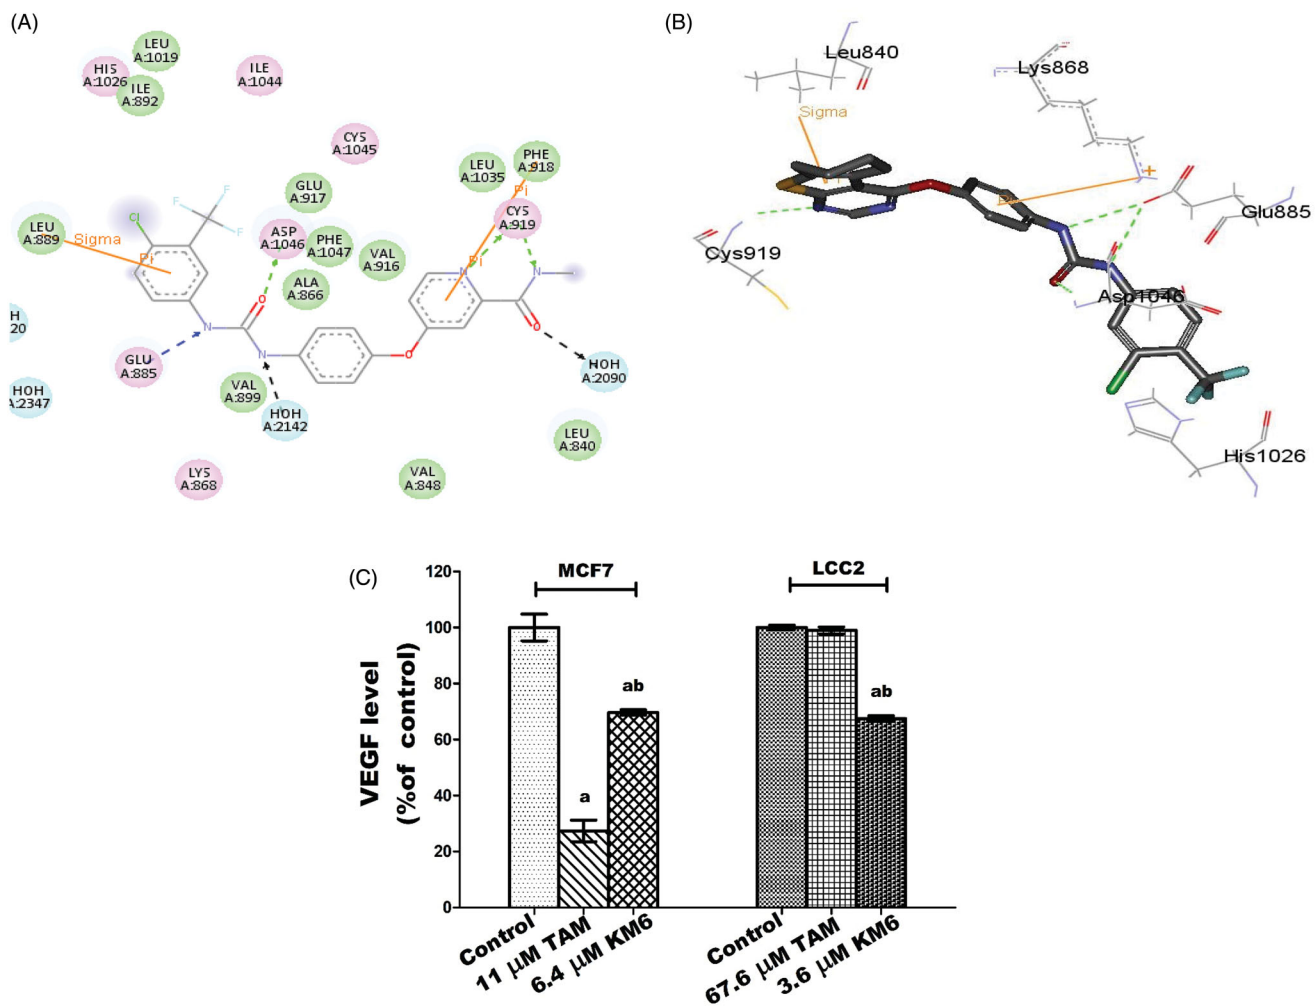 (A)
LEU
A:1019
HIS
A:1026
ILE
A:892
ILE
A:1044
CYS
A:1045
LEU
A:1035
PHE
A:918
Pi
GLU
A:917
CYS
A:919
LEU
A:889
Sigma
Pi
Cl
F
F
F
ASP
A:1046
PHE
A:1047
VAL
A:916
Pi
N
N
ALA
A:866
O
O
O
N
N
H
20
GLU
A:885
HOH
A:2347
VAL
A:899
HOH
A:2142
HOH
A:2090
LEU
A:840
LYS
A:868
VAL
A:848
(B)
Leu840
Lys868
Sigma
+
Pi
Glu885
Cys919
Asp1046
His1026
(C)
VEGF level
(%of control)
120
100
80
60
40
20
0
MCF7
LCC2
a
ab
ab
Control
11 μM TAM
6.4 μM KM6
Control
67.6 μM TAM
3.6 μM KM6